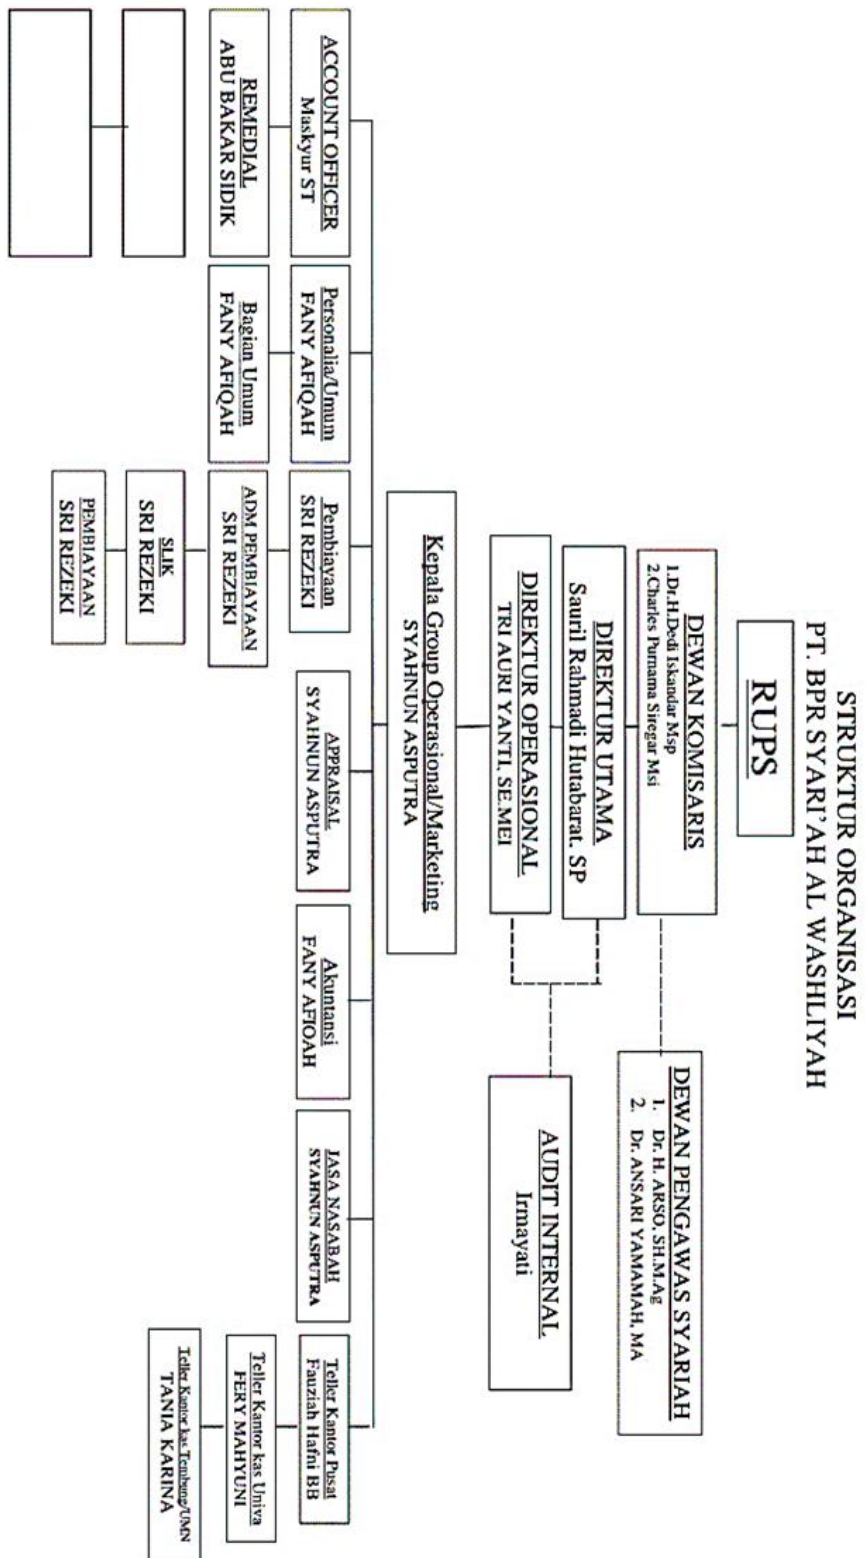 STRUKTUR ORGANISASI
PT. BPR SYARI'AH AL WASHLIYAH
RUPS
DEWAN KOMISARIS
1.Dr.H.Dedi Iskandar Msp
2.Charles Purnama Siregar Msi
DEWAN PENGAWAS SYARIAH
1. Dr. H. ARSO, SH.M.Ag
2. Dr. ANSARI YAMAMAH, MA
DIREKTUR UTAMA
Sauril Rahmadi Hutabarat. SP
DIREKTUR OPERASIONAL
TRI AURI YANTI. SE.MEI
AUDIT INTERNAL
Irmayati
Kepala Group Operasional/Marketing
SYAHNUN ASPUTRA
ACCOUNT OFFICER
Maskyur ST
REMEDIAL
ABU BAKAR SIDIK
Personalia/Umum
FANY AFIQAH
Bagian Umum
FANY AFIQAH
Pembiayaan
SRI REZEKI
ADM PEMBIAYAAN
SRI REZEKI
SLIK
SRI REZEKI
PEMBIAYAAN
SRI REZEKI
APPRAISAL
SYAHNUN ASPUTRA
Akuntansi
FANY AFIQAH
JASA NASABAH
SYAHNUN ASPUTRA
Teller Kantor Pusat
Fauziah Hafni BB
Teller Kantor kas Univa
FERY MAHYUNI
Teller Kantor kas Tembung/UMN
TANIA KARINA